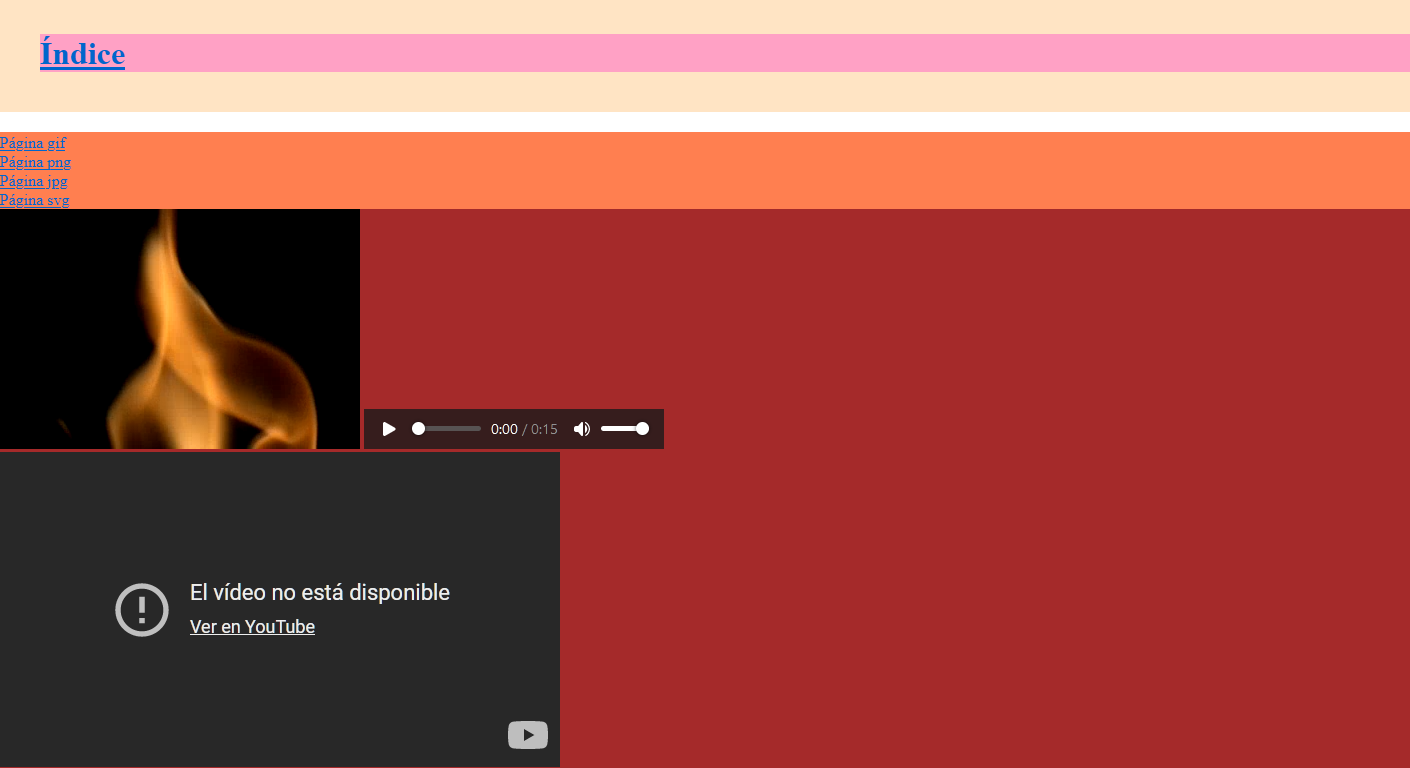 Índice
Página gif
Página png
Página jpg
Página svg
0:00 / 0:15
El vídeo no está disponible
Ver en YouTube